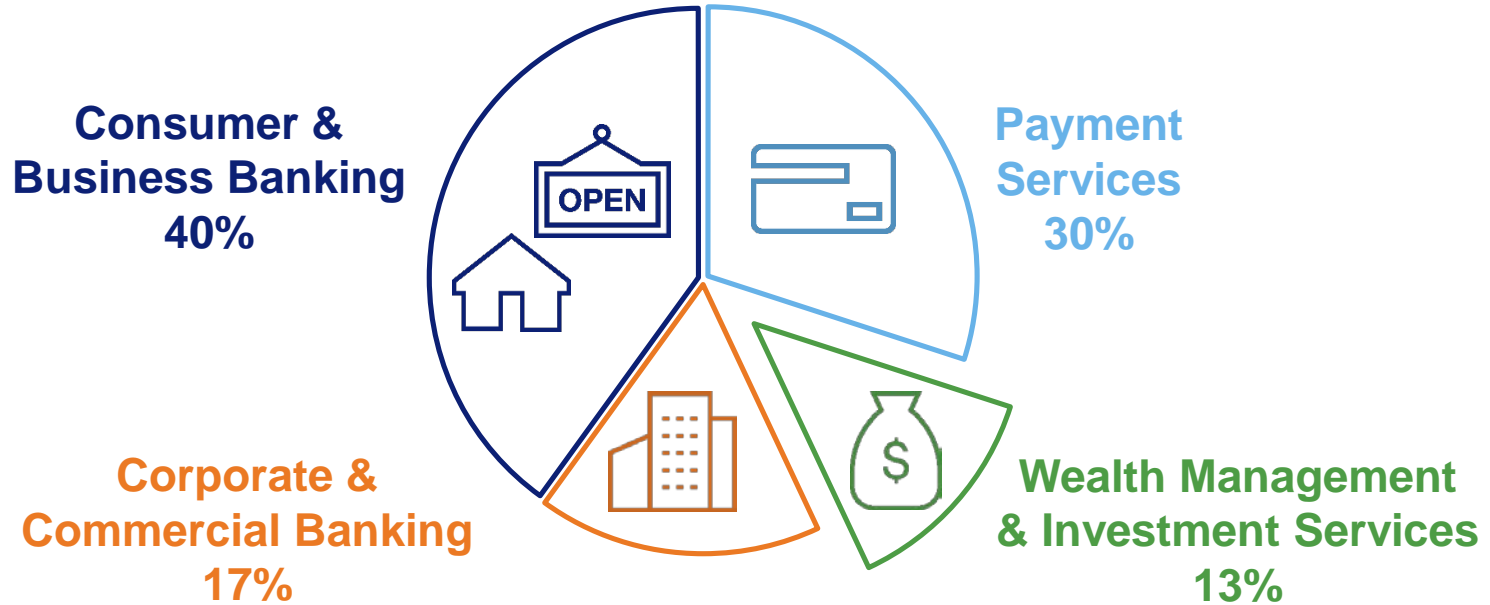 Consumer &
Business Banking
40%
OPEN
Payment
Services
30%
Corporate &
Commercial Banking
17%
$
Wealth Management
& Investment Services
13%